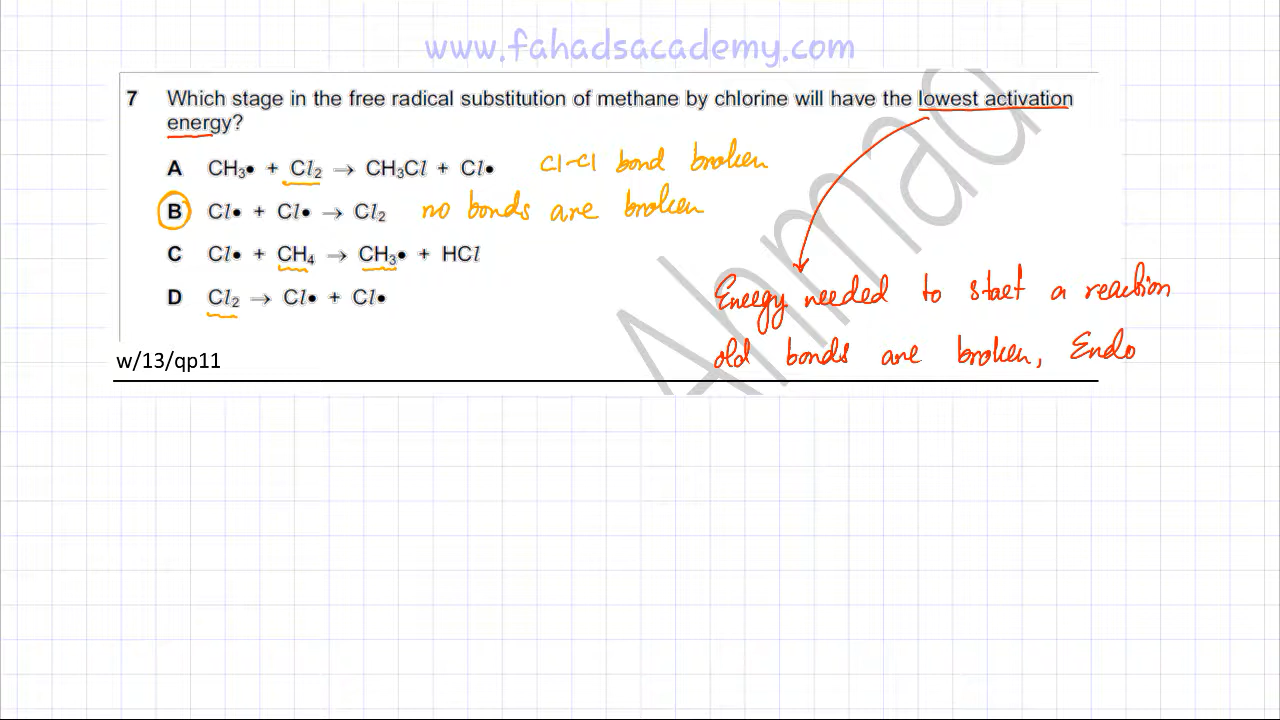 www.fahadsacademy.com
7 Which stage in the free radical substitution of methane by chlorine will have the lowest activation
energy?
A CH₃• + Cl₂ → CH₃Cl + Cl• Cl-Cl bond broken
B Cl• + Cl• → Cl₂ no bonds are broken
C Cl• + CH₄ → CH₃• + HCl
D Cl₂ → Cl• + Cl•
Energy needed to start a reaction
old bonds are broken, Endo
w/13/qp11
Ahmad